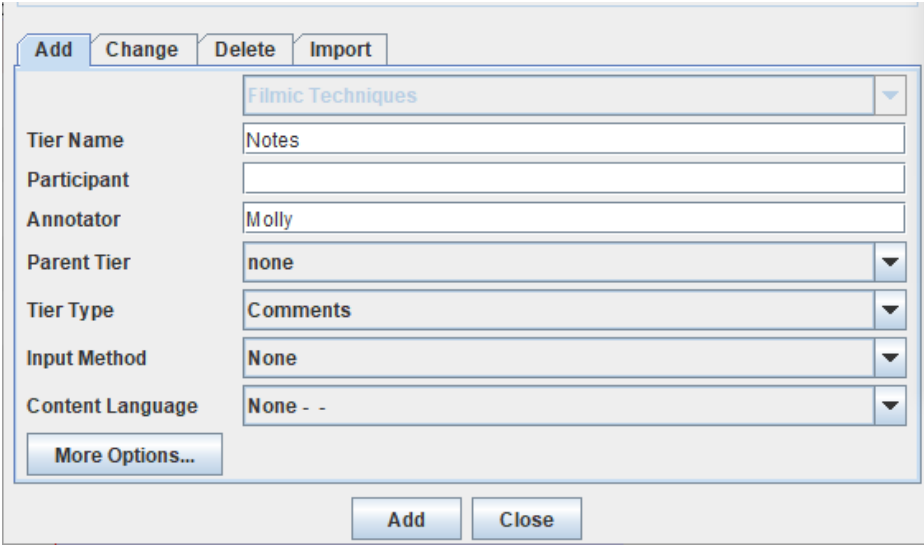 Add Change Delete Import
Filmic Techniques
Tier Name Notes
Participant
Annotator Molly
Parent Tier none
Tier Type Comments
Input Method None
Content Language None - -
More Options...
Add Close